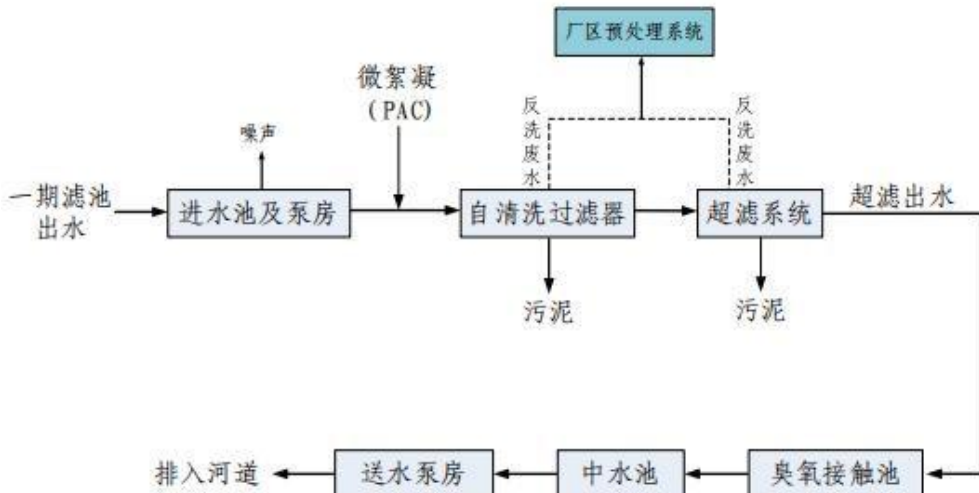 厂区预处理系统
微絮凝
(PAC)
噪声
反洗废水
反洗废水
一期滤池
出水
进水池及泵房
自清洗过滤器
超滤系统
超滤出水
污泥
污泥
排入河道
送水泵房
中水池
臭氧接触池